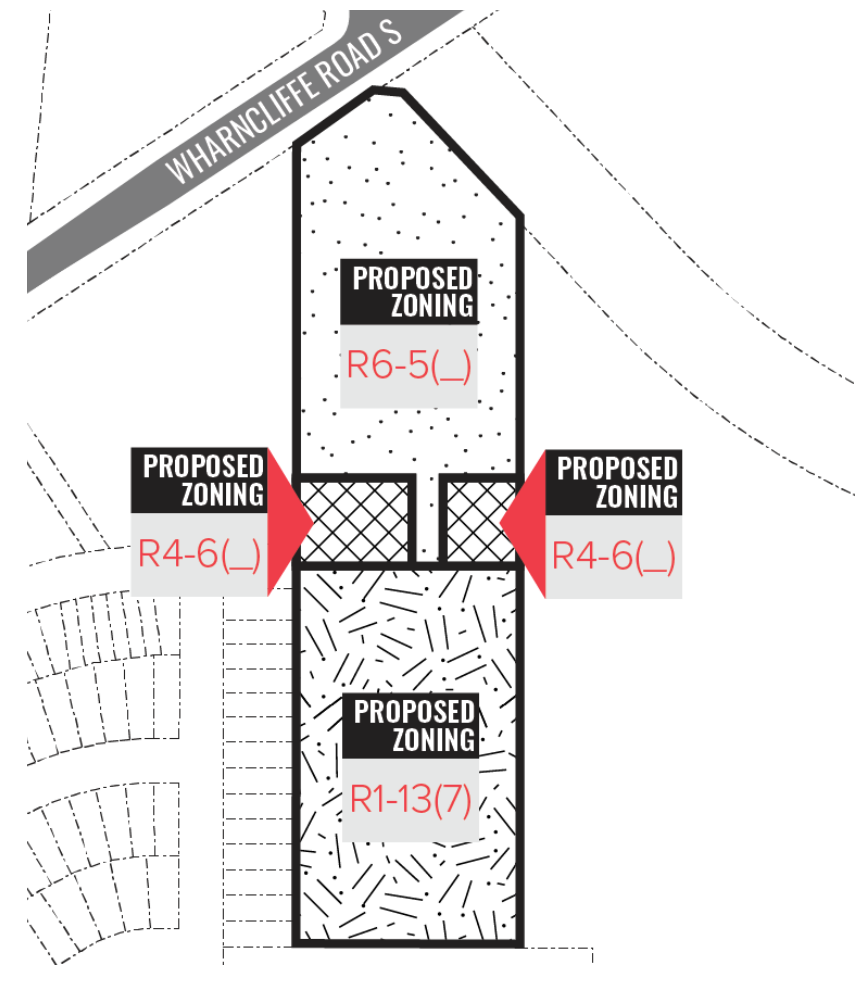 WHARNCLIFFE ROAD S
PROPOSED
ZONING
R6-5(_)
PROPOSED
ZONING
R4-6(_)
PROPOSED
ZONING
R4-6(_)
PROPOSED
ZONING
R1-13(7)